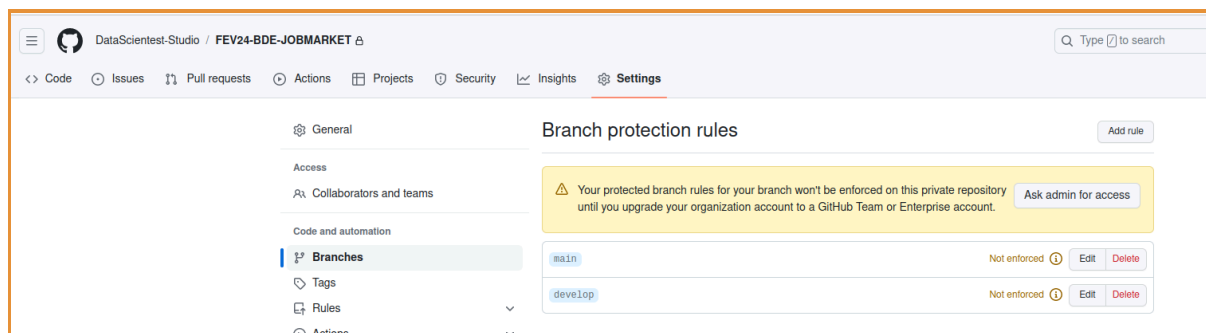 DataScientest-Studio / FEV24-BDE-JOBMARKET
Type / to search
Code Issues Pull requests Actions Projects Security Insights Settings
General
Access
Collaborators and teams
Code and automation
Branches
Tags
Rules
Actions
Branch protection rules
Add rule
Your protected branch rules for your branch won't be enforced on this private repository
until you upgrade your organization account to a GitHub Team or Enterprise account.
Ask admin for access
main Not enforced Edit Delete
develop Not enforced Edit Delete